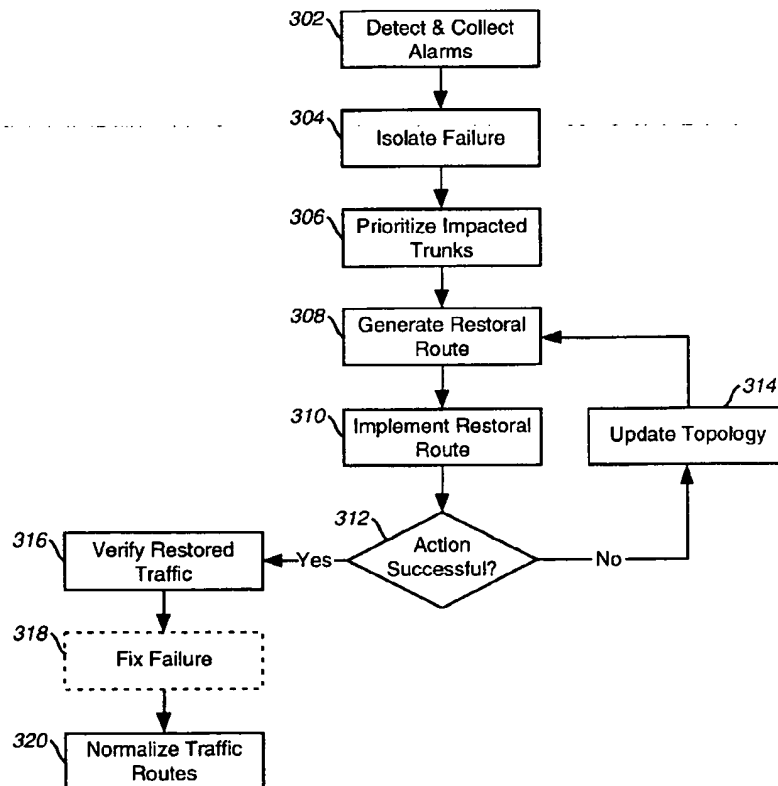 302
Detect & Collect
Alarms
304
Isolate Failure
306
Prioritize Impacted
Trunks
308
Generate Restoral
Route
310
Implement Restoral
Route
314
Update Topology
312
Action
Successful?
Yes
No
316
Verify Restored
Traffic
318
Fix Failure
320
Normalize Traffic
Routes